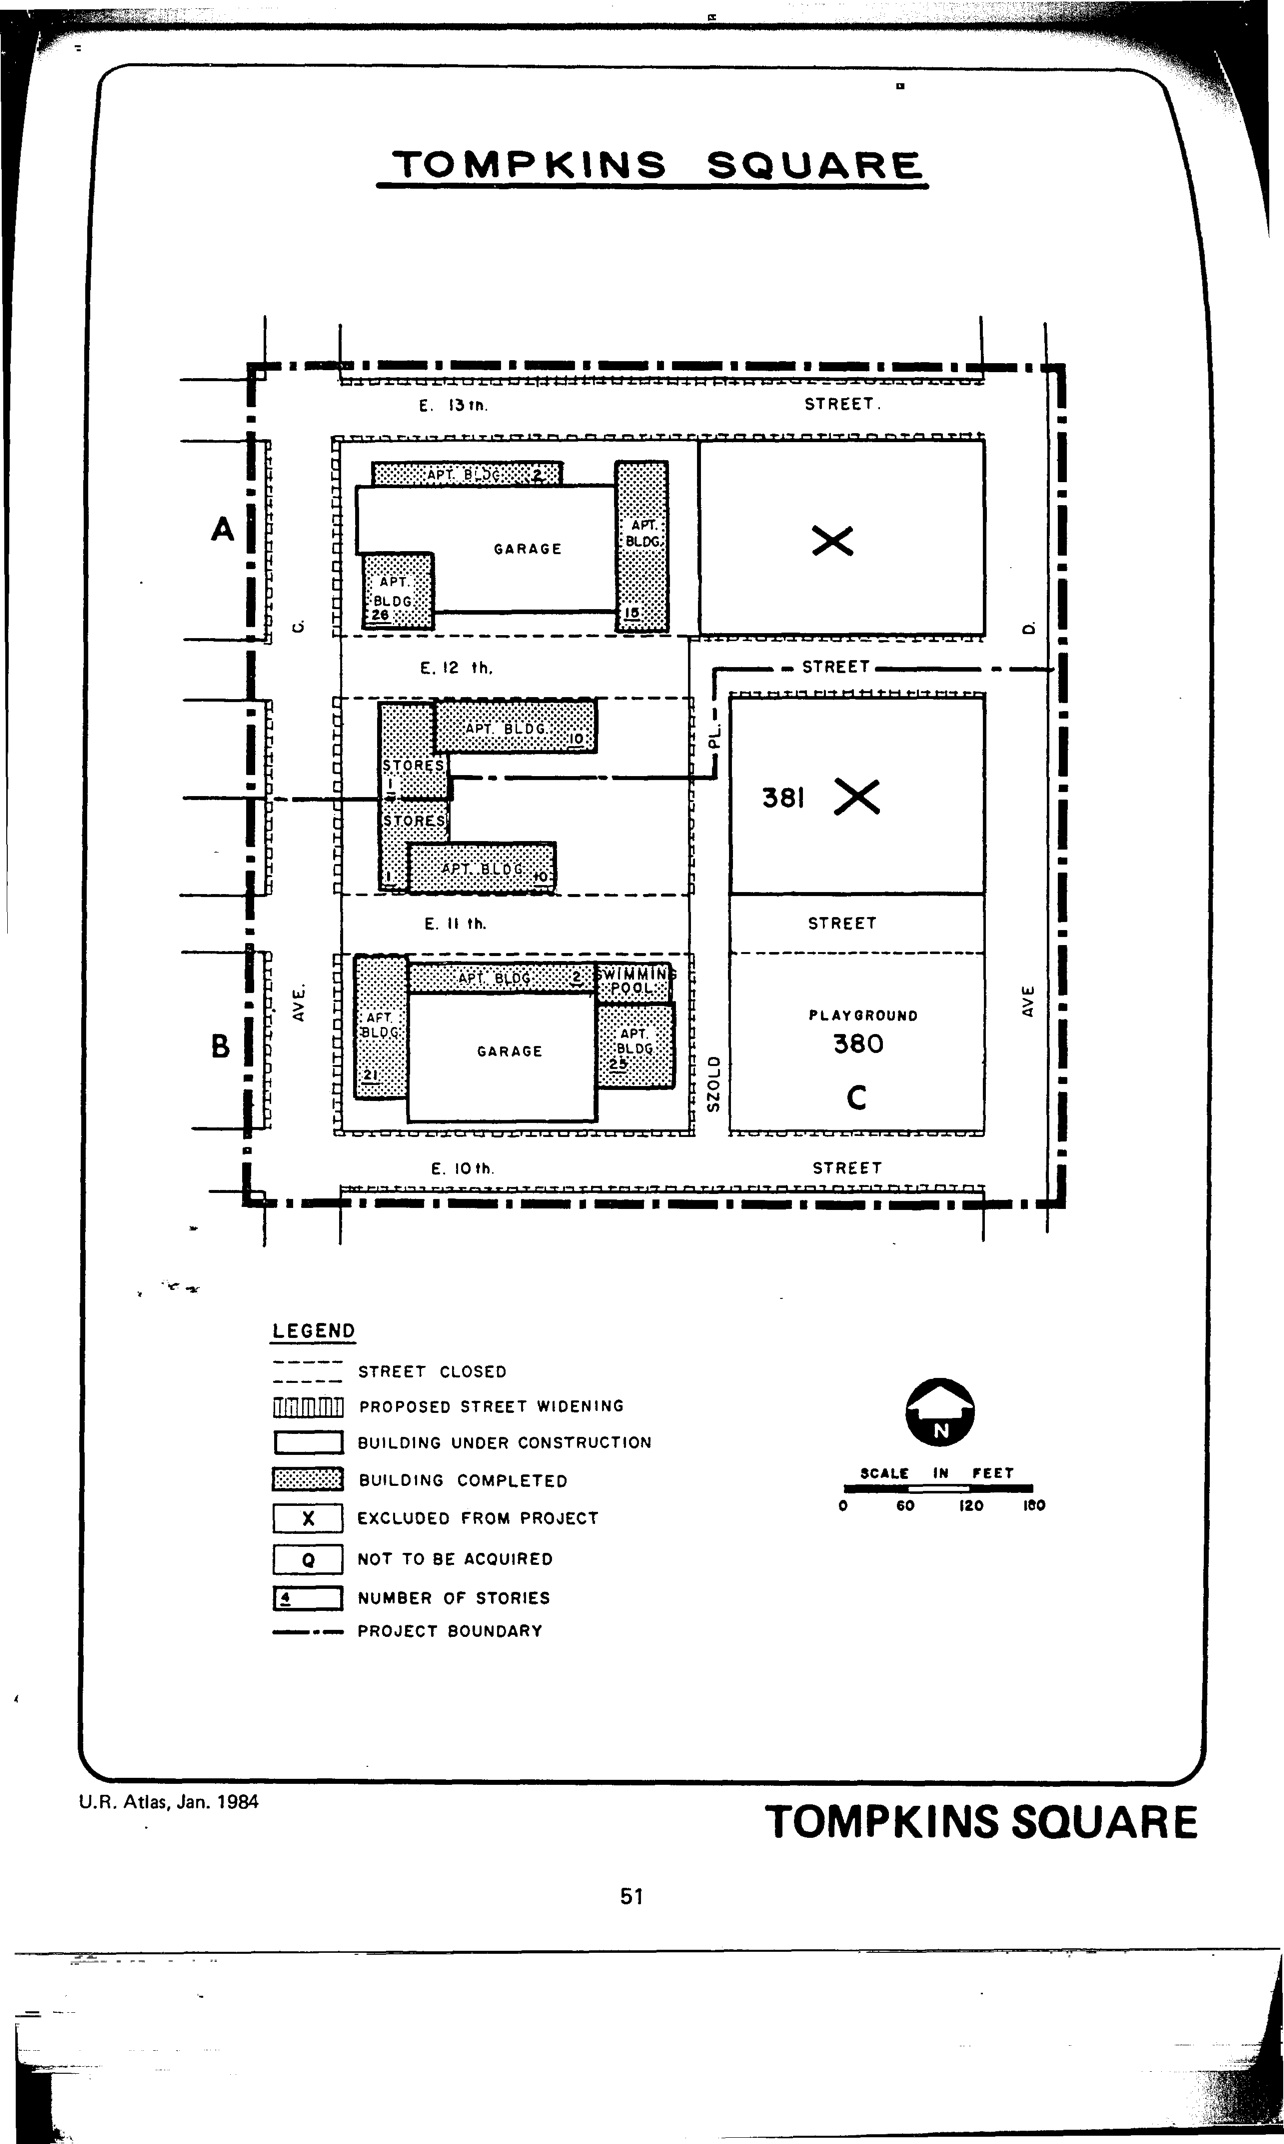 TOMPKINS SQUARE
E. 13th. STREET.
A
APT. BLDG. 2
APT.
BLDG.
15
GARAGE
APT.
BLDG.
26
X
C.
D.
E. 12 th. STREET
PL.
APT. BLDG. 10
STORES
1
STORES
1
APT. BLDG. 10
381 X
E. 11 th. STREET
AVE.
AVE
B
APT. BLDG. 2
SWIMMING
POOL
APT.
BLDG.
21
GARAGE
APT.
BLDG
25
PLAYGROUND
380
C
SZOLD
E. 10th. STREET
LEGEND
STREET CLOSED
PROPOSED STREET WIDENING
BUILDING UNDER CONSTRUCTION
BUILDING COMPLETED
X EXCLUDED FROM PROJECT
Q NOT TO BE ACQUIRED
4 NUMBER OF STORIES
PROJECT BOUNDARY
N
SCALE IN FEET
0 60 120 180
U.R. Atlas, Jan. 1984
TOMPKINS SQUARE
51